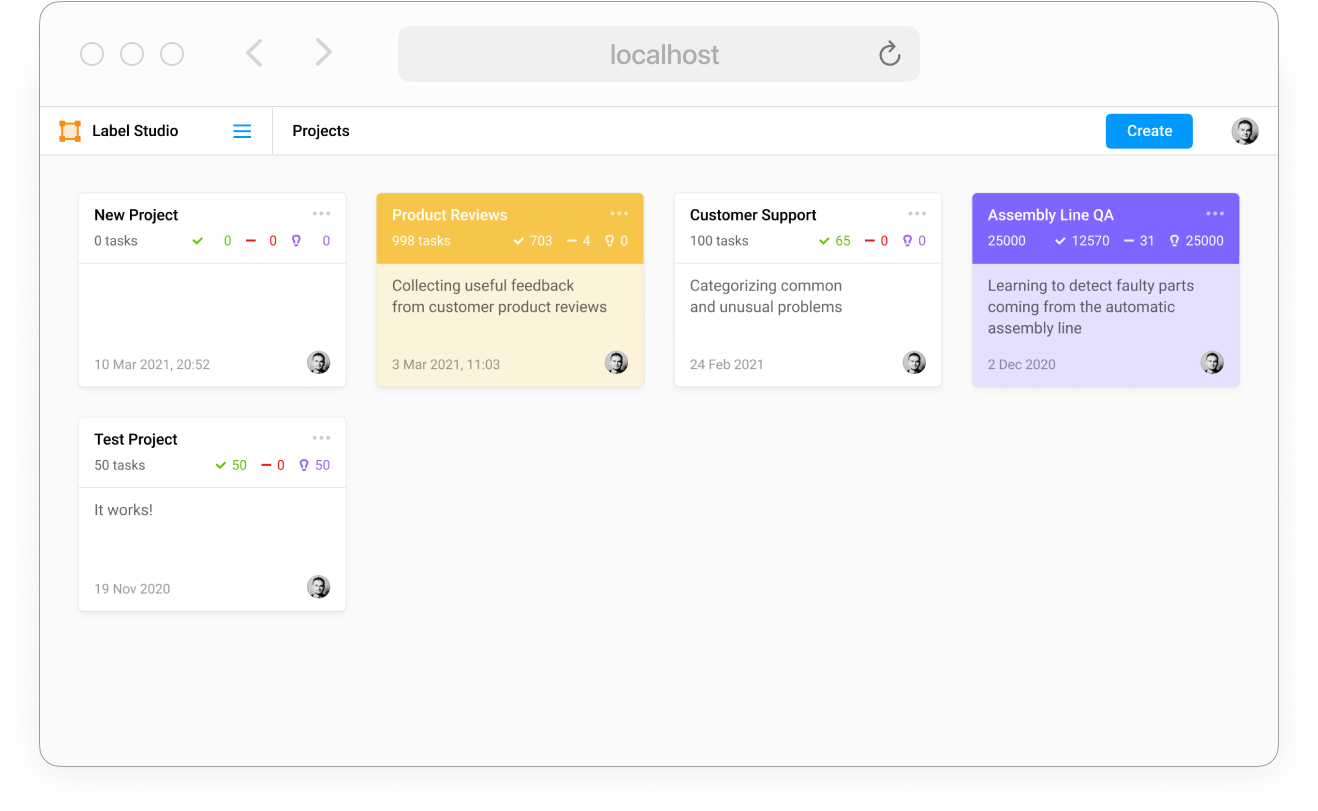 localhost
Label Studio
Projects
Create
New Project
0 tasks 0 0 0
10 Mar 2021, 20:52
Product Reviews
998 tasks 703 4 0
Collecting useful feedback
from customer product reviews
3 Mar 2021, 11:03
Customer Support
100 tasks 65 0 0
Categorizing common
and unusual problems
24 Feb 2021
Assembly Line QA
25000 12570 31 25000
Learning to detect faulty parts
coming from the automatic
assembly line
2 Dec 2020
Test Project
50 tasks 50 0 50
It works!
19 Nov 2020